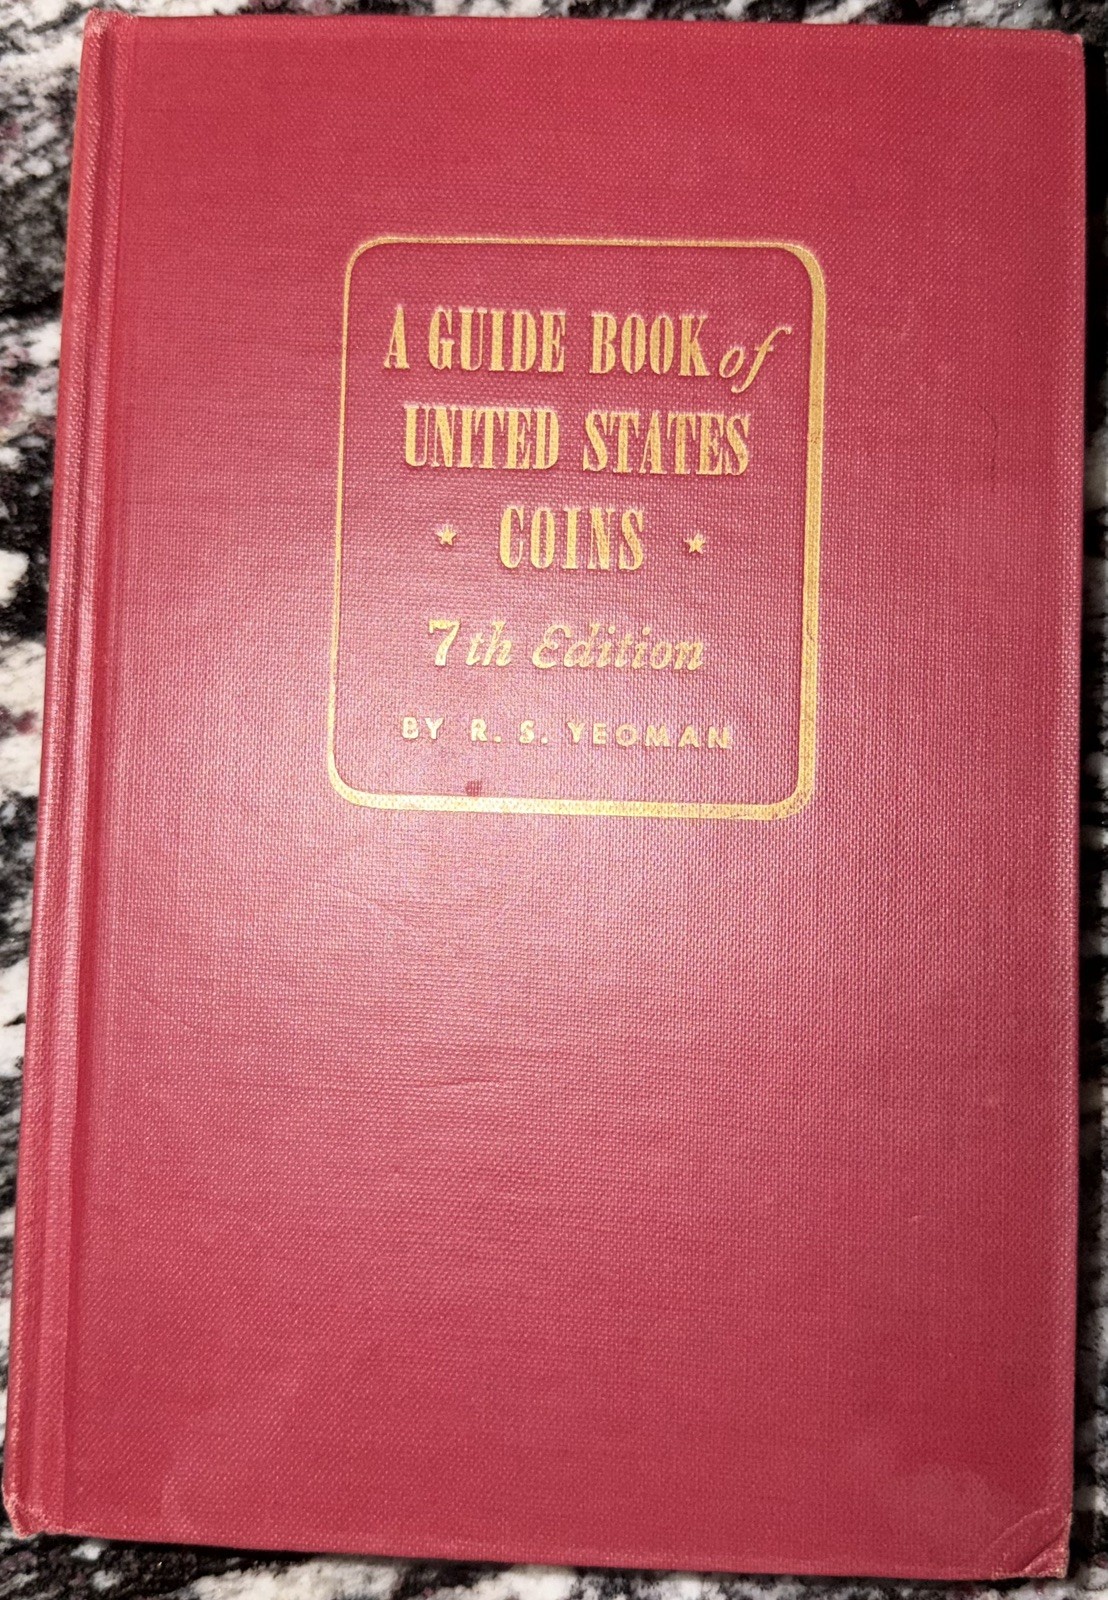 A GUIDE BOOK of
UNITED STATES
★ COINS ★
7th Edition
BY R. S. YEOMAN